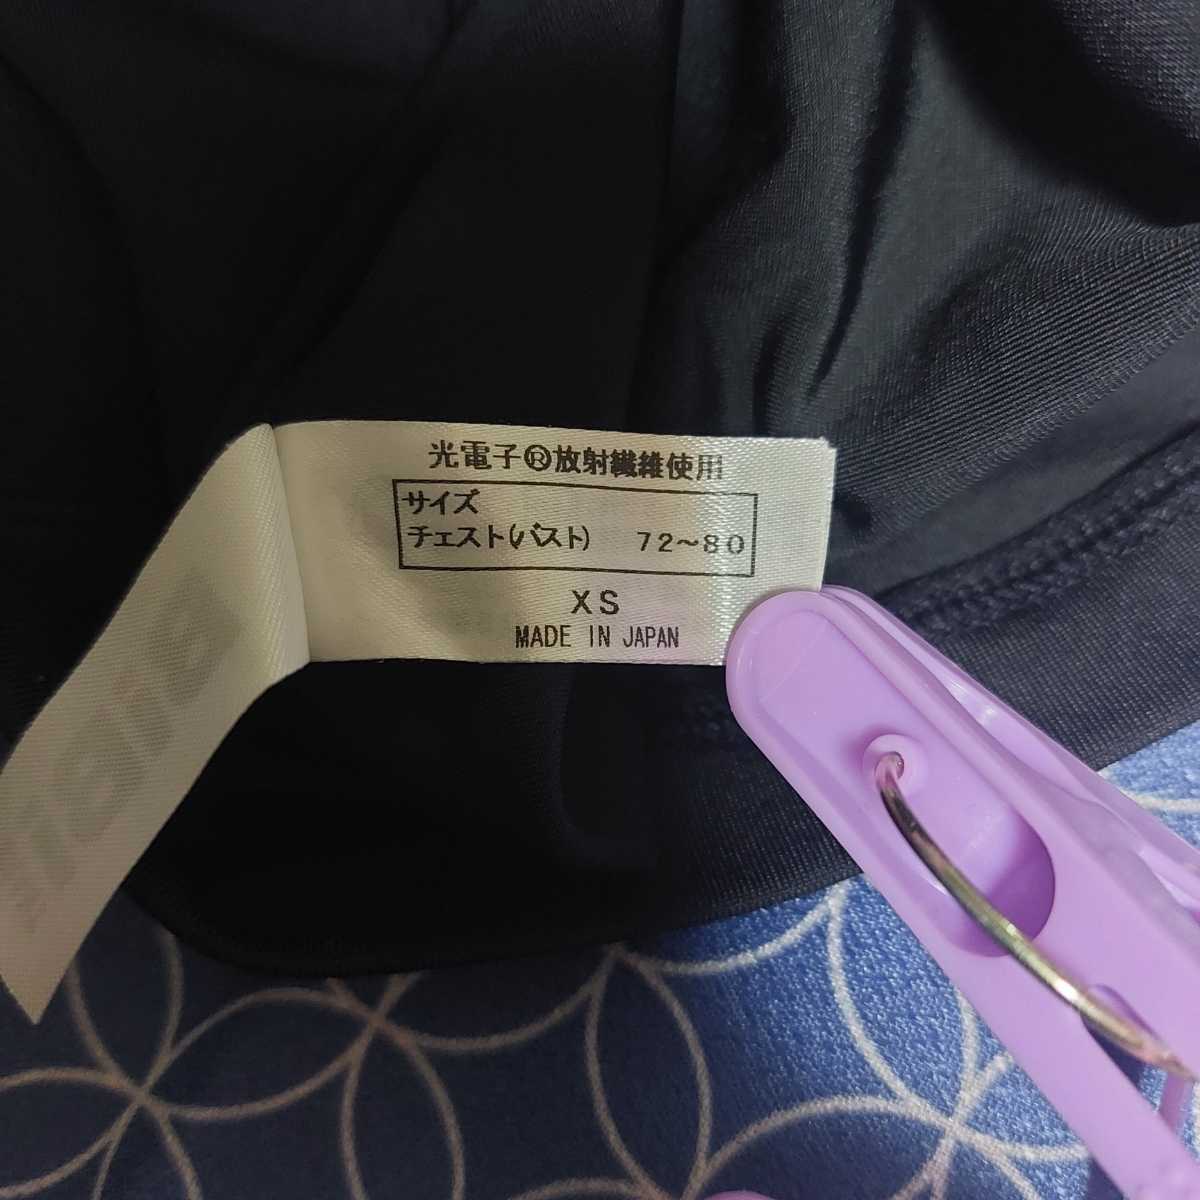 光電子®放射繊維使用
サイズ
チェスト(バスト) 72～80
XS
MADE IN JAPAN